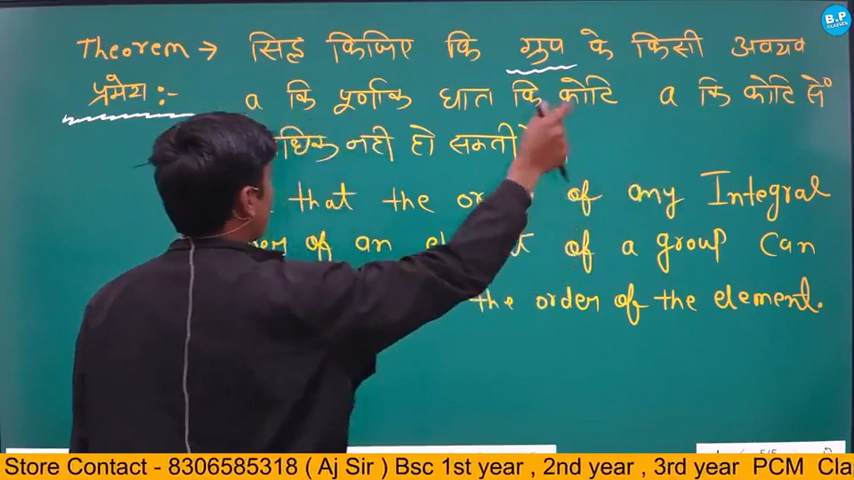 B.P
CLASSES
Theorem → सिद्ध किजिए कि ग्रुप के किसी अवयव
प्रमेय :- a कि पूर्णांक घात कि कोटि a कि कोटि से
धिक नही हो सकती
that the of any Integral
of an of a group Can
the order of the element.
Store Contact - 8306585318 ( Aj Sir ) Bsc 1st year , 2nd year , 3rd year PCM Cla